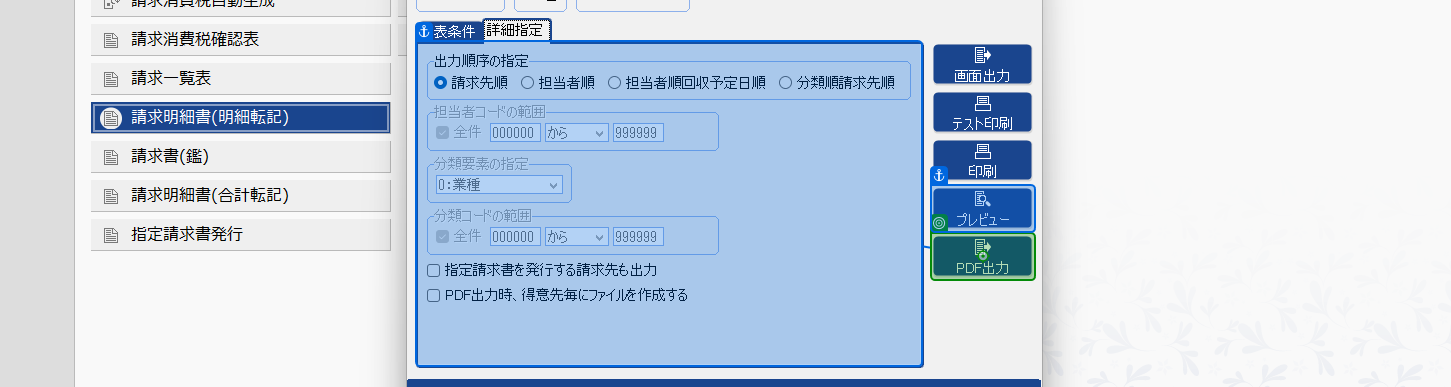 請求消費税自動生成
請求消費税確認表
請求一覧表
請求明細書(明細転記)
請求書(鑑)
請求明細書(合計転記)
指定請求書発行
表条件
詳細指定
出力順序の指定
請求先順 担当者順 担当者順回収予定日順 分類順請求先順
担当者コードの範囲
全件 000000 から 999999
分類要素の指定
0:業種
分類コードの範囲
全件 000000 から 999999
指定請求書を発行する請求先も出力
PDF出力時、得意先毎にファイルを作成する
画面出力
テスト印刷
印刷
プレビュー
PDF出力